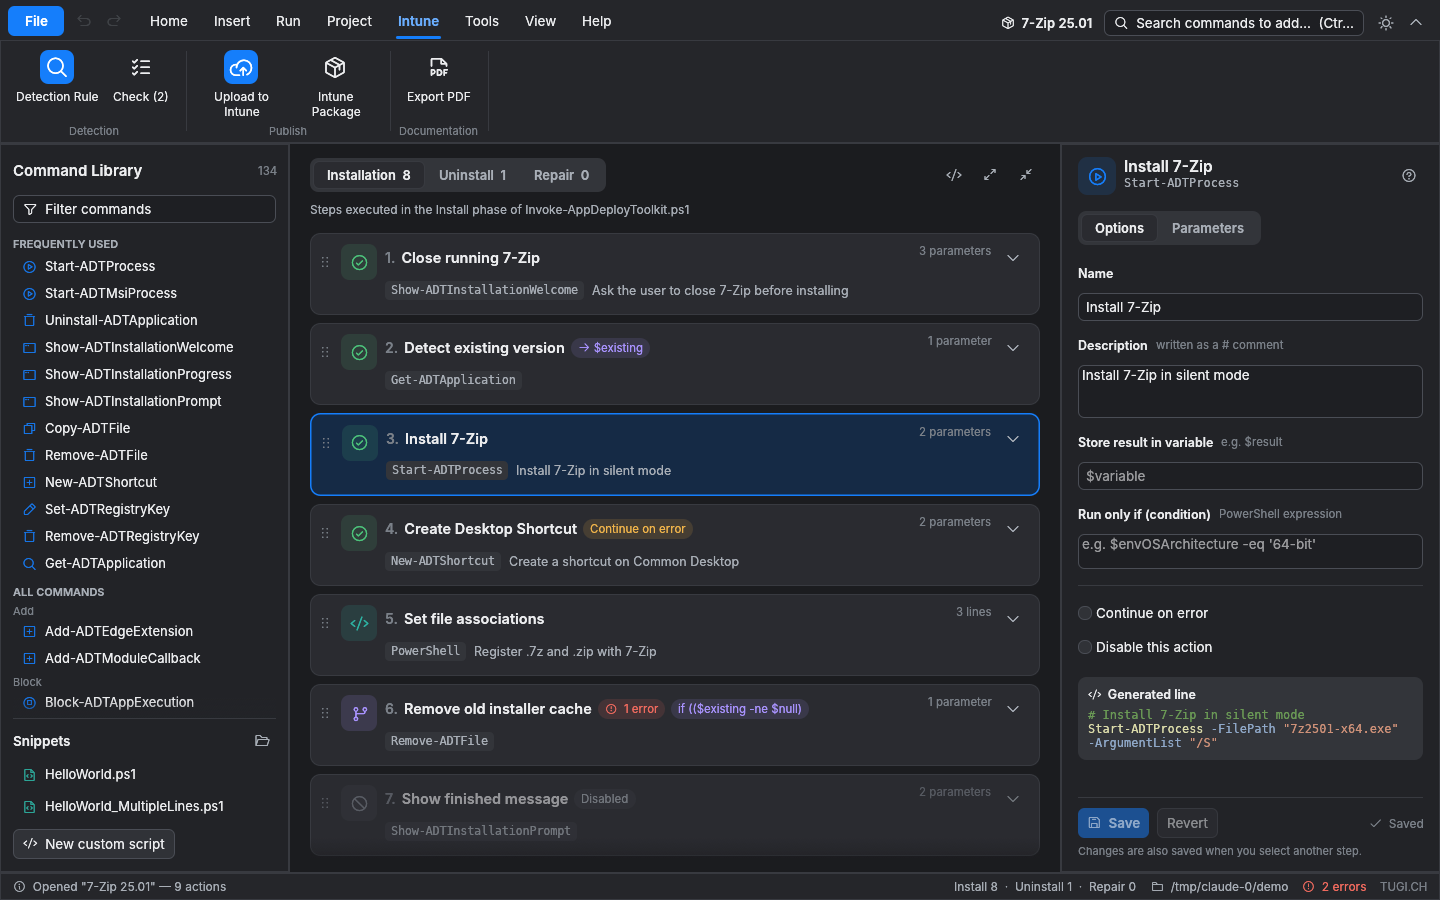 File
Home
Insert
Run
Project
Intune
Tools
View
Help
7-Zip 25.01
Search commands to add... (Ctr...
Detection Rule
Check (2)
Detection
Upload to
Intune
Intune
Package
Publish
Export PDF
Documentation
Command Library
134
Filter commands
FREQUENTLY USED
Start-ADTProcess
Start-ADTMsiProcess
Uninstall-ADTApplication
Show-ADTInstallationWelcome
Show-ADTInstallationProgress
Show-ADTInstallationPrompt
Copy-ADTFile
Remove-ADTFile
New-ADTShortcut
Set-ADTRegistryKey
Remove-ADTRegistryKey
Get-ADTApplication
ALL COMMANDS
Add
Add-ADTEdgeExtension
Add-ADTModuleCallback
Block
Block-ADTAppExecution
Snippets
HelloWorld.ps1
HelloWorld_MultipleLines.ps1
New custom script
Installation 8
Uninstall 1
Repair 0
Steps executed in the Install phase of Invoke-AppDeployToolkit.ps1
1. Close running 7-Zip
3 parameters
Show-ADTInstallationWelcome Ask the user to close 7-Zip before installing
2. Detect existing version → $existing
1 parameter
Get-ADTApplication
3. Install 7-Zip
2 parameters
Start-ADTProcess Install 7-Zip in silent mode
4. Create Desktop Shortcut Continue on error
2 parameters
New-ADTShortcut Create a shortcut on Common Desktop
5. Set file associations
3 lines
PowerShell Register .7z and .zip with 7-Zip
6. Remove old installer cache 1 error if (($existing -ne $null)
1 parameter
Remove-ADTFile
7. Show finished message Disabled
2 parameters
Show-ADTInstallationPrompt
Install 7-Zip
Start-ADTProcess
Options
Parameters
Name
Install 7-Zip
Description written as a # comment
Install 7-Zip in silent mode
Store result in variable e.g. $result
$variable
Run only if (condition) PowerShell expression
e.g. $envOSArchitecture -eq '64-bit'
Continue on error
Disable this action
Generated line
# Install 7-Zip in silent mode
Start-ADTProcess -FilePath "7z2501-x64.exe"
-ArgumentList "/S"
Save
Revert
Saved
Changes are also saved when you select another step.
Opened "7-Zip 25.01" — 9 actions
Install 8 · Uninstall 1 · Repair 0
/tmp/claude-0/demo
2 errors
TUGI.CH